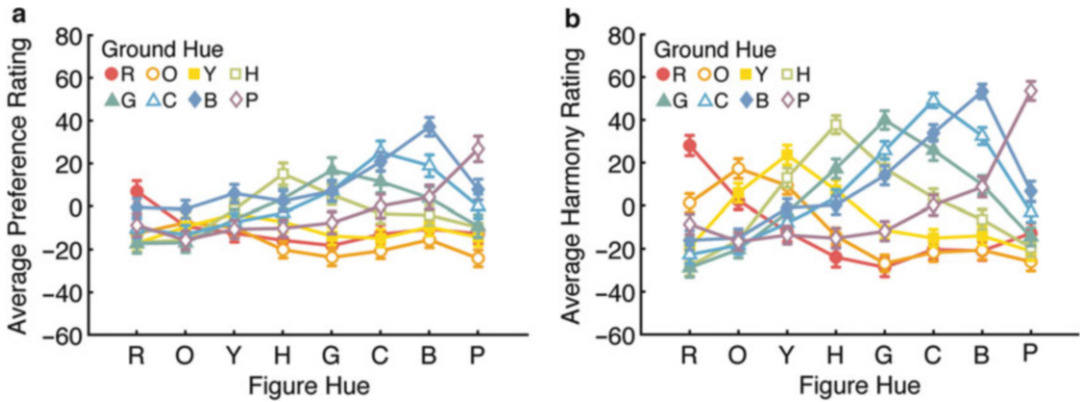 a
Average Preference Rating
80
60
40
20
0
−20
−40
−60
Ground Hue
R O Y H
G C B P
R O Y H G C B P
Figure Hue
b
Average Harmony Rating
80
60
40
20
0
−20
−40
−60
Ground Hue
R O Y H
G C B P
R O Y H G C B P
Figure Hue